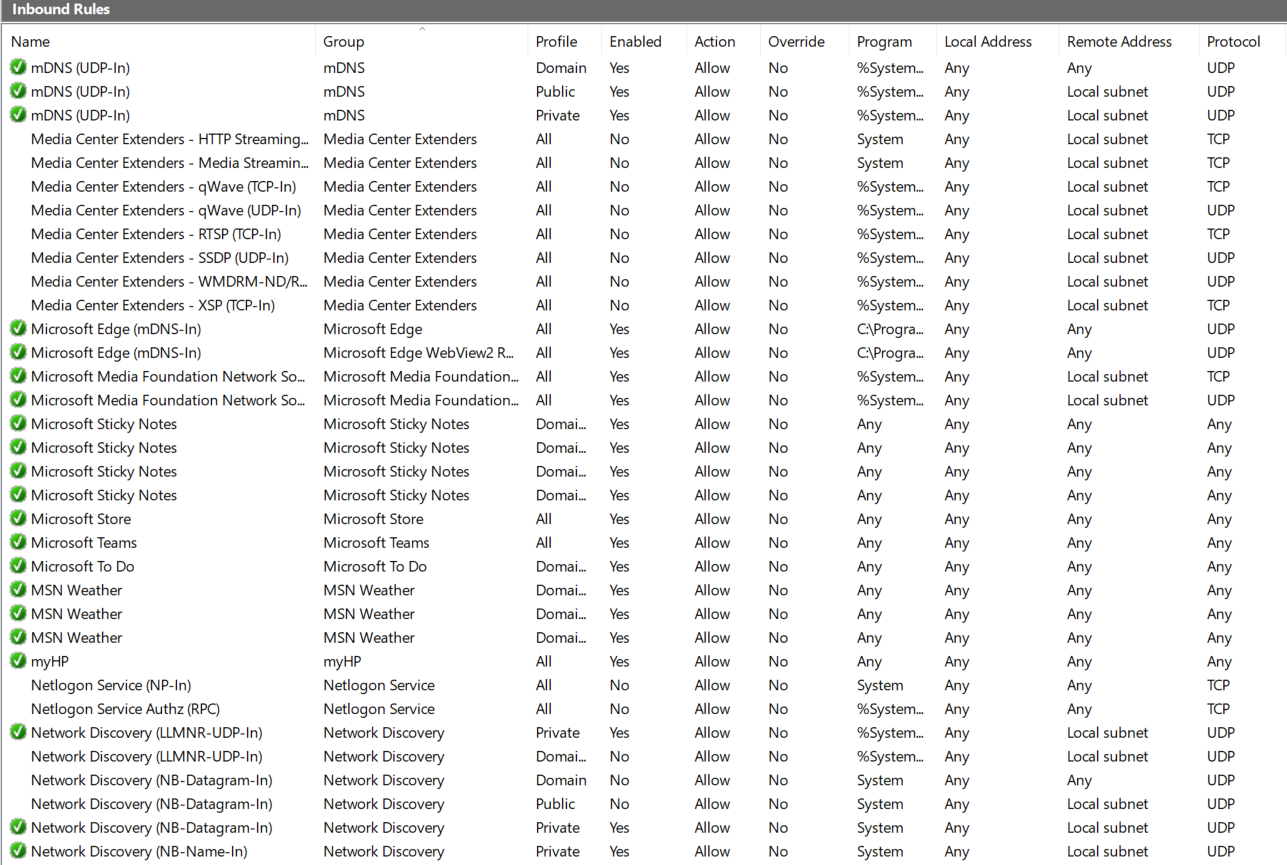 Inbound Rules
Name Group Profile Enabled Action Override Program Local Address Remote Address Protocol
mDNS (UDP-In) mDNS Domain Yes Allow No %System... Any Any UDP
mDNS (UDP-In) mDNS Public Yes Allow No %System... Any Local subnet UDP
mDNS (UDP-In) mDNS Private Yes Allow No %System... Any Local subnet UDP
Media Center Extenders - HTTP Streaming... Media Center Extenders All No Allow No System Any Local subnet TCP
Media Center Extenders - Media Streamin... Media Center Extenders All No Allow No System Any Local subnet TCP
Media Center Extenders - qWave (TCP-In) Media Center Extenders All No Allow No %System... Any Local subnet TCP
Media Center Extenders - qWave (UDP-In) Media Center Extenders All No Allow No %System... Any Local subnet UDP
Media Center Extenders - RTSP (TCP-In) Media Center Extenders All No Allow No %System... Any Local subnet TCP
Media Center Extenders - SSDP (UDP-In) Media Center Extenders All No Allow No %System... Any Local subnet UDP
Media Center Extenders - WMDRM-ND/R... Media Center Extenders All No Allow No %System... Any Local subnet UDP
Media Center Extenders - XSP (TCP-In) Media Center Extenders All No Allow No %System... Any Local subnet TCP
Microsoft Edge (mDNS-In) Microsoft Edge All Yes Allow No C:\Progra... Any Any UDP
Microsoft Edge (mDNS-In) Microsoft Edge WebView2 R... All Yes Allow No C:\Progra... Any Any UDP
Microsoft Media Foundation Network So... Microsoft Media Foundation... All Yes Allow No %System... Any Local subnet TCP
Microsoft Media Foundation Network So... Microsoft Media Foundation... All Yes Allow No %System... Any Local subnet UDP
Microsoft Sticky Notes Microsoft Sticky Notes Domai... Yes Allow No Any Any Any Any
Microsoft Sticky Notes Microsoft Sticky Notes Domai... Yes Allow No Any Any Any Any
Microsoft Sticky Notes Microsoft Sticky Notes Domai... Yes Allow No Any Any Any Any
Microsoft Sticky Notes Microsoft Sticky Notes Domai... Yes Allow No Any Any Any Any
Microsoft Store Microsoft Store All Yes Allow No Any Any Any Any
Microsoft Teams Microsoft Teams All Yes Allow No Any Any Any Any
Microsoft To Do Microsoft To Do Domai... Yes Allow No Any Any Any Any
MSN Weather MSN Weather Domai... Yes Allow No Any Any Any Any
MSN Weather MSN Weather Domai... Yes Allow No Any Any Any Any
MSN Weather MSN Weather Domai... Yes Allow No Any Any Any Any
myHP myHP All Yes Allow No Any Any Any Any
Netlogon Service (NP-In) Netlogon Service All No Allow No System Any Any TCP
Netlogon Service Authz (RPC) Netlogon Service All No Allow No %System... Any Any TCP
Network Discovery (LLMNR-UDP-In) Network Discovery Private Yes Allow No %System... Any Local subnet UDP
Network Discovery (LLMNR-UDP-In) Network Discovery Domai... No Allow No %System... Any Local subnet UDP
Network Discovery (NB-Datagram-In) Network Discovery Domain No Allow No System Any Any UDP
Network Discovery (NB-Datagram-In) Network Discovery Public No Allow No System Any Local subnet UDP
Network Discovery (NB-Datagram-In) Network Discovery Private Yes Allow No System Any Local subnet UDP
Network Discovery (NB-Name-In) Network Discovery Private Yes Allow No System Any Local subnet UDP